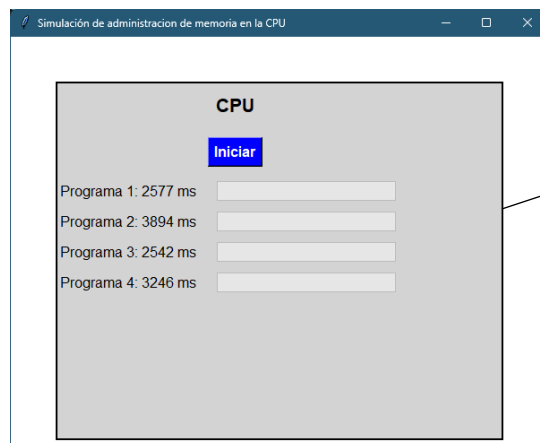 Simulación de administracion de memoria en la CPU
CPU
Iniciar
Programa 1: 2577 ms
Programa 2: 3894 ms
Programa 3: 2542 ms
Programa 4: 3246 ms